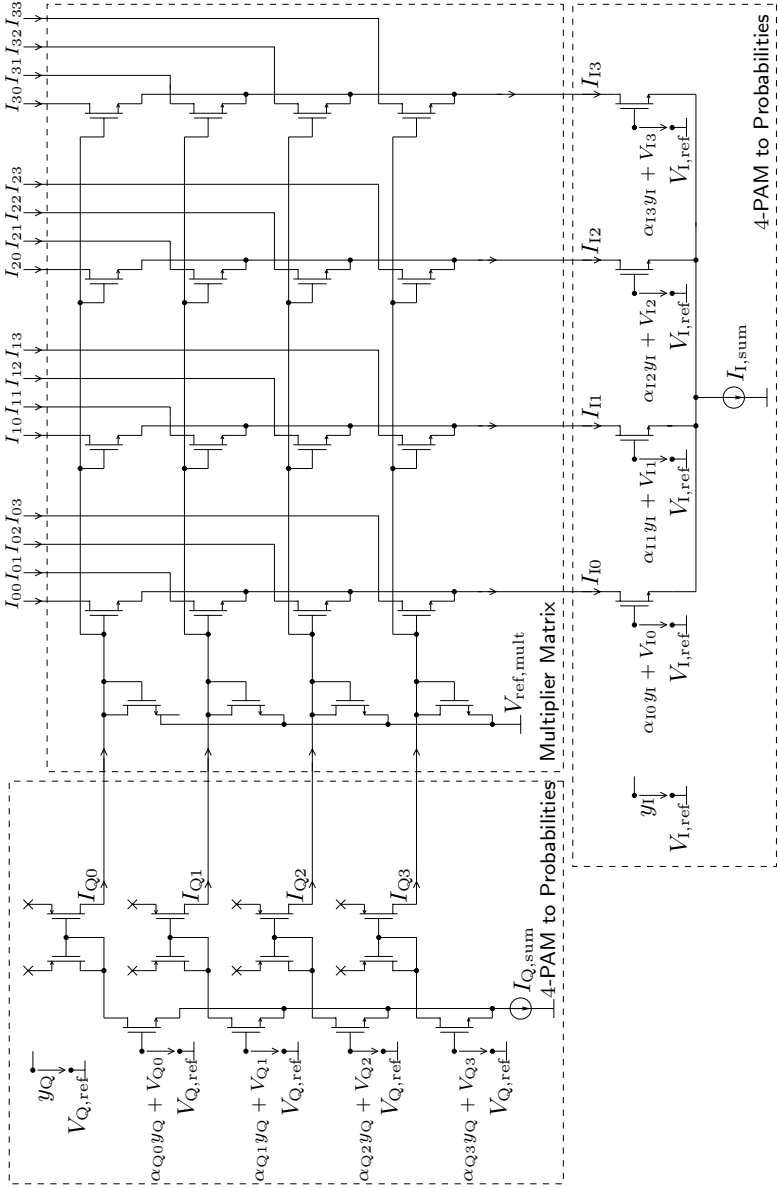 I₀₀ I₀₁ I₀₂ I₀₃
I₁₀ I₁₁ I₁₂ I₁₃
I₂₀ I₂₁ I₂₂ I₂₃
I₃₀ I₃₁ I₃₂ I₃₃
y_Q
V_Q,ref
α_Q0 y_Q + V_Q0
V_Q,ref
α_Q1 y_Q + V_Q1
V_Q,ref
α_Q2 y_Q + V_Q2
V_Q,ref
α_Q3 y_Q + V_Q3
V_Q,ref
I_Q0
I_Q1
I_Q2
I_Q3
I_Q,sum
4-PAM to Probabilities
V_ref,mult
Multiplier Matrix
I_I0
I_I1
I_I2
I_I3
y_I
V_I,ref
α_I0 y_I + V_I0
V_I,ref
α_I1 y_I + V_I1
V_I,ref
α_I2 y_I + V_I2
V_I,ref
α_I3 y_I + V_I3
V_I,ref
I_I,sum
4-PAM to Probabilities